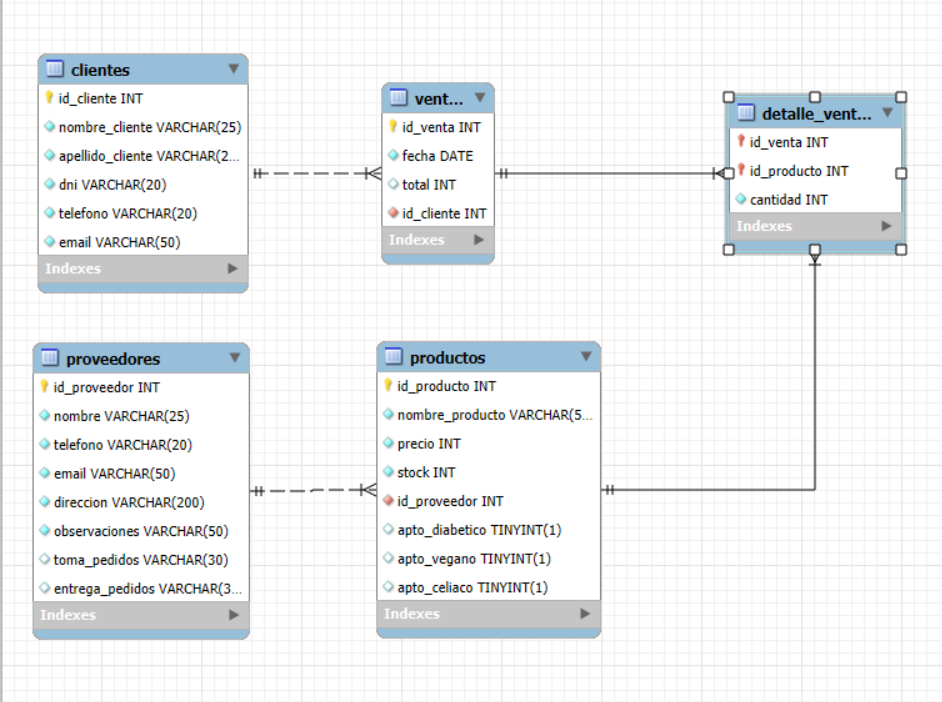 clientes
id_cliente INT
nombre_cliente VARCHAR(25)
apellido_cliente VARCHAR(2...
dni VARCHAR(20)
telefono VARCHAR(20)
email VARCHAR(50)
Indexes
vent...
id_venta INT
fecha DATE
total INT
id_cliente INT
Indexes
detalle_vent...
id_venta INT
id_producto INT
cantidad INT
Indexes
proveedores
id_proveedor INT
nombre VARCHAR(25)
telefono VARCHAR(20)
email VARCHAR(50)
direccion VARCHAR(200)
observaciones VARCHAR(50)
toma_pedidos VARCHAR(30)
entrega_pedidos VARCHAR(3...
Indexes
productos
id_producto INT
nombre_producto VARCHAR(5...
precio INT
stock INT
id_proveedor INT
apto_diabetico TINYINT(1)
apto_vegano TINYINT(1)
apto_celiaco TINYINT(1)
Indexes